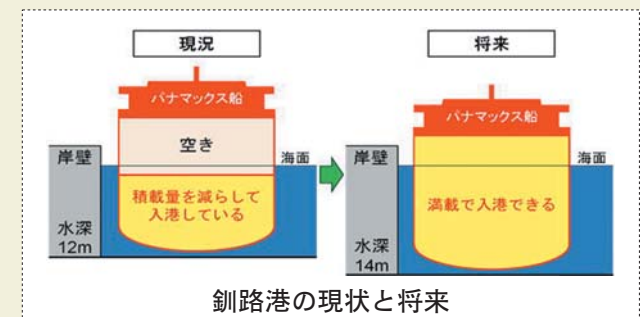 現況
将来
パナマックス船
空き
岸壁
海面
積載量を減らして
入港している
水深
12m
パナマックス船
岸壁
海面
満載で入港できる
水深
14m
釧路港の現状と将来